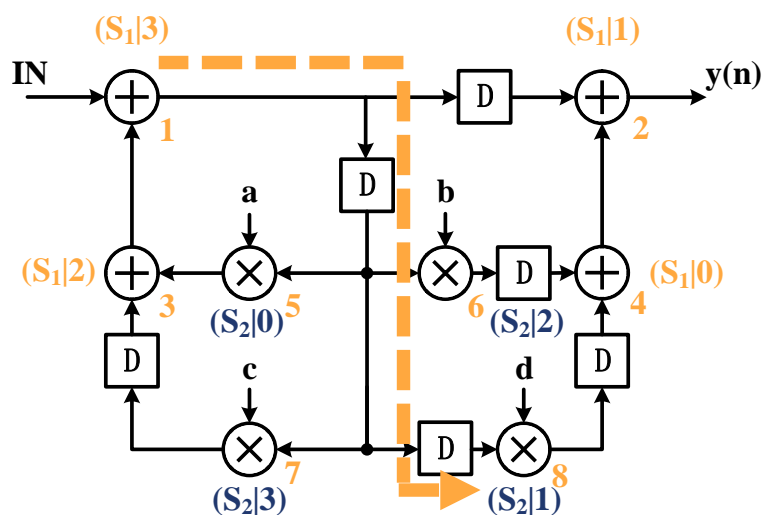 (S1|3) (S1|1)
IN D y(n)
1 2
D
a b
(S1|2) D (S1|0)
3 5 6 4
(S2|0) (S2|2)
D c d D
D
7 8
(S2|3) (S2|1)